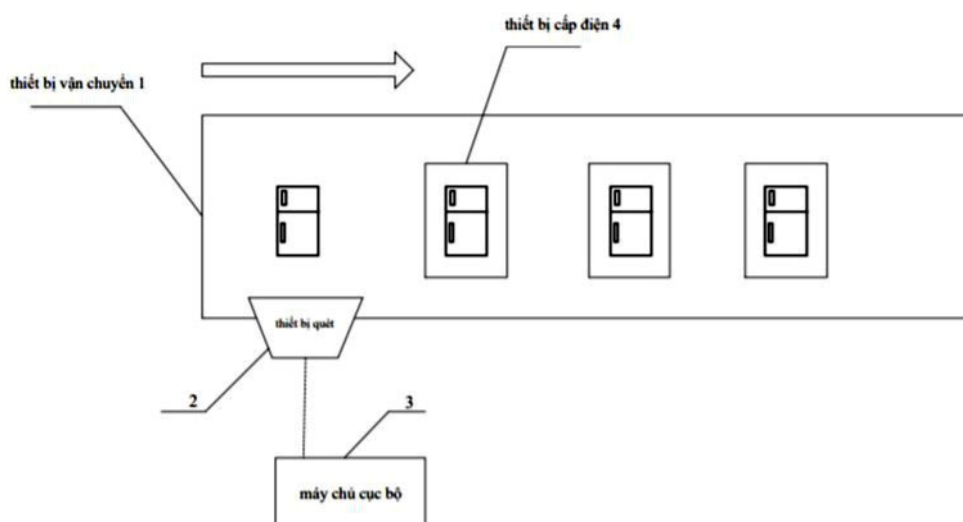 thiết bị cấp điện 4
thiết bị vận chuyển 1
thiết bị quét
2
3
máy chủ cục bộ